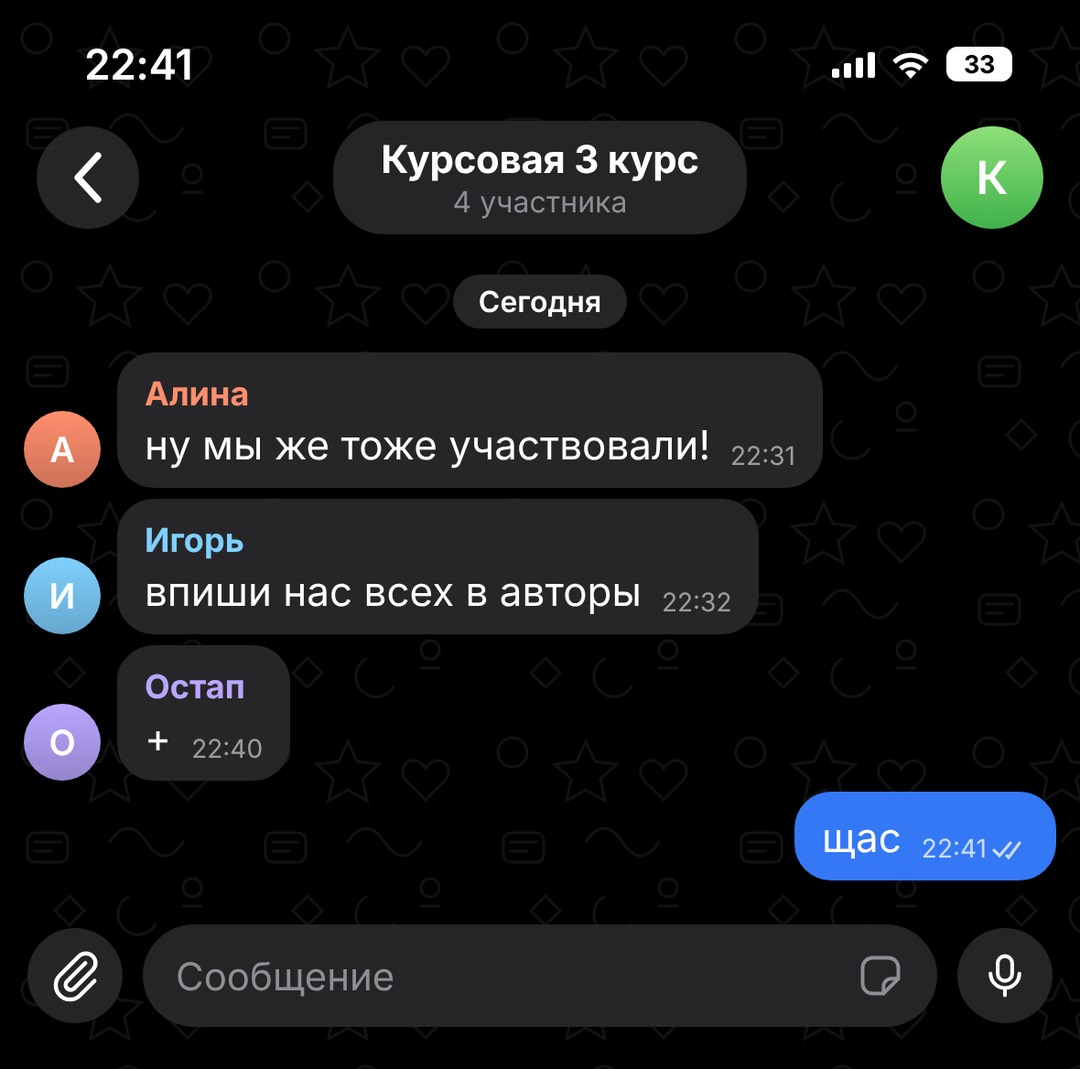 22:41
33
Курсовая 3 курс
4 участника
К
Сегодня
Алина
ну мы же тоже участвовали! 22:31
А
Игорь
впиши нас всех в авторы 22:32
И
Остап
+ 22:40
О
щас 22:41
Сообщение